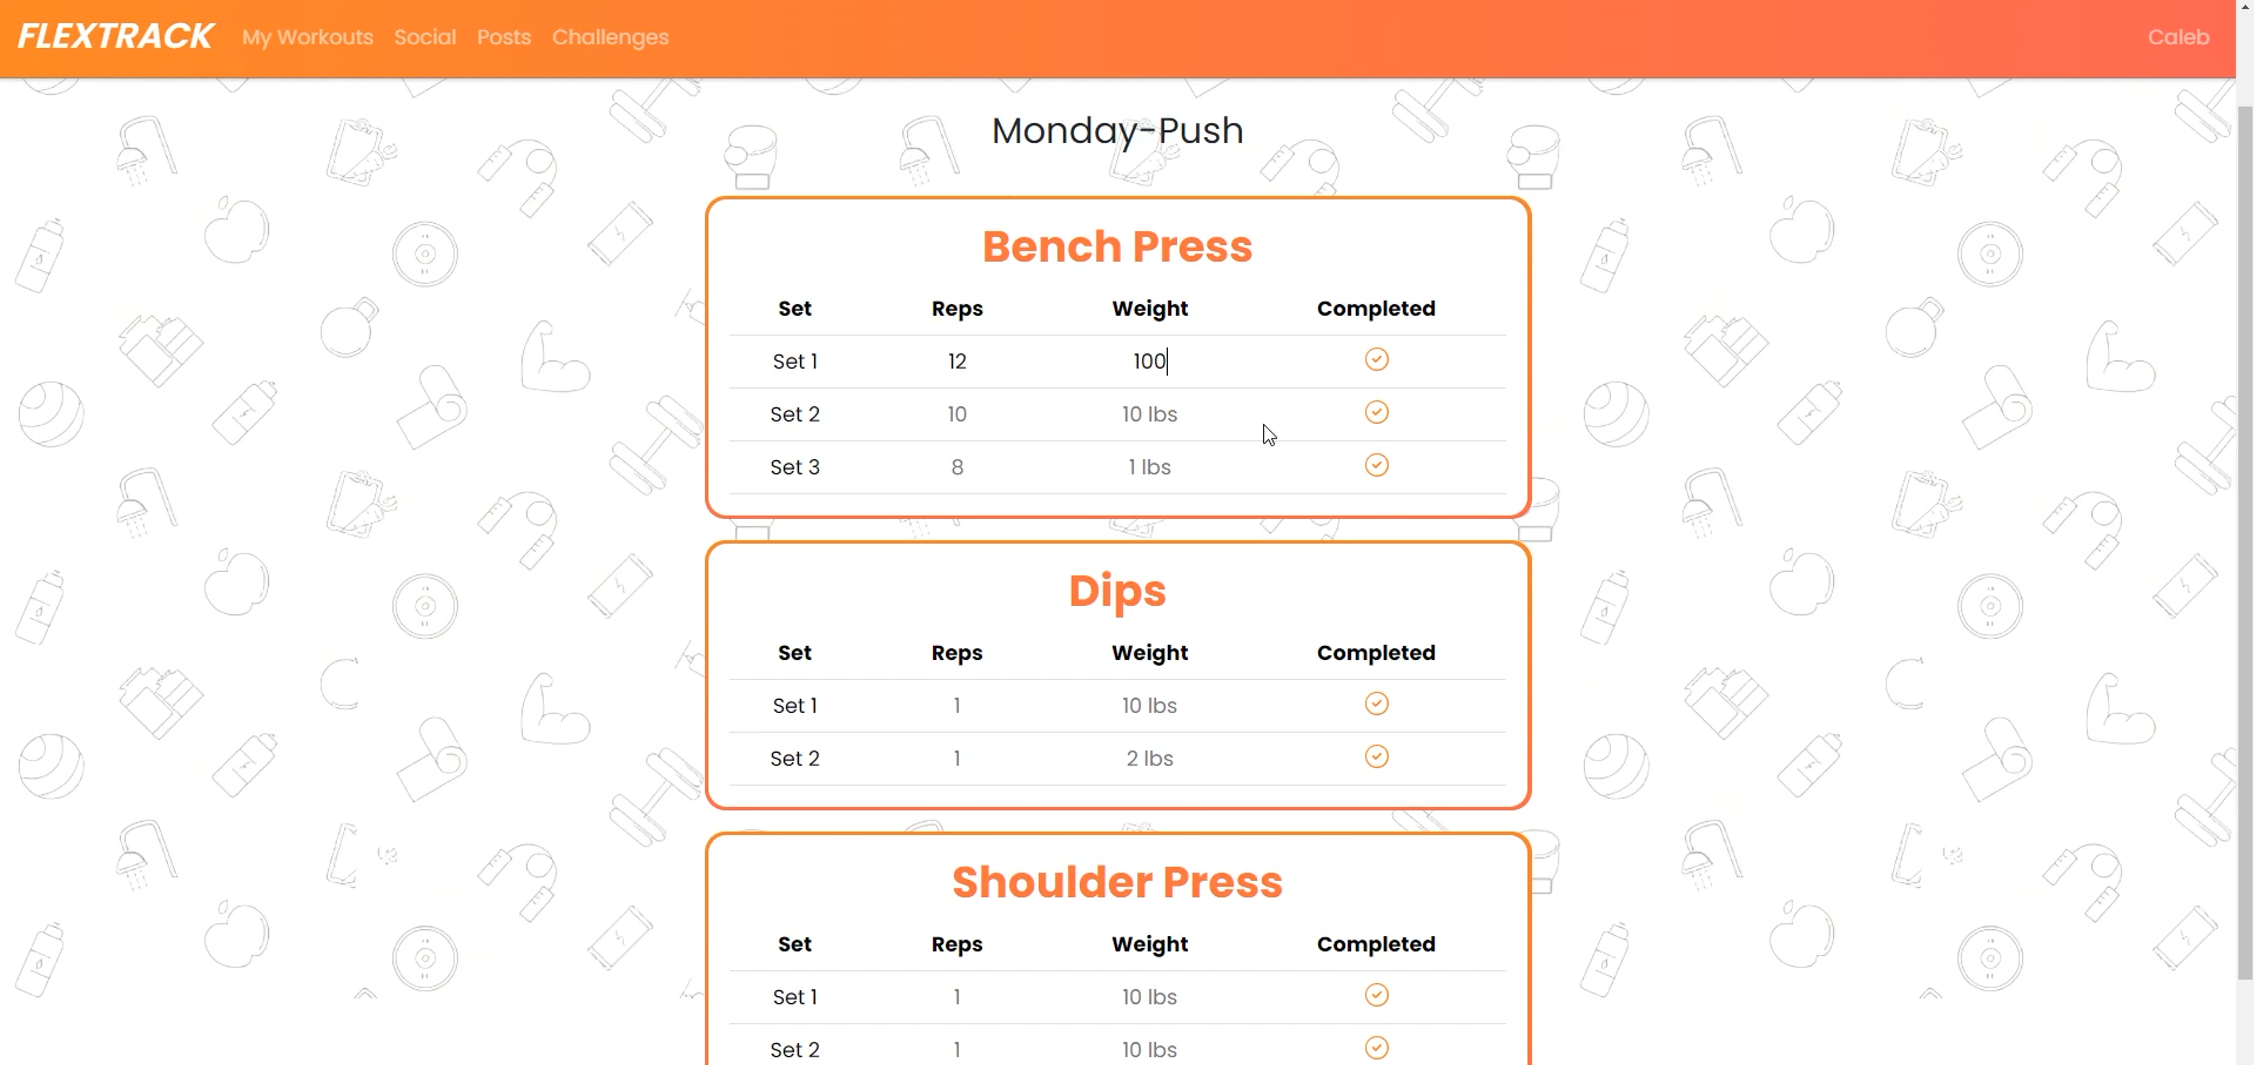 FLEXTRACK My Workouts Social Posts Challenges Caleb
Monday-Push
Bench Press
Set Reps Weight Completed
Set 1 12 100
Set 2 10 10 lbs
Set 3 8 1 lbs
Dips
Set Reps Weight Completed
Set 1 1 10 lbs
Set 2 1 2 lbs
Shoulder Press
Set Reps Weight Completed
Set 1 1 10 lbs
Set 2 1 10 lbs